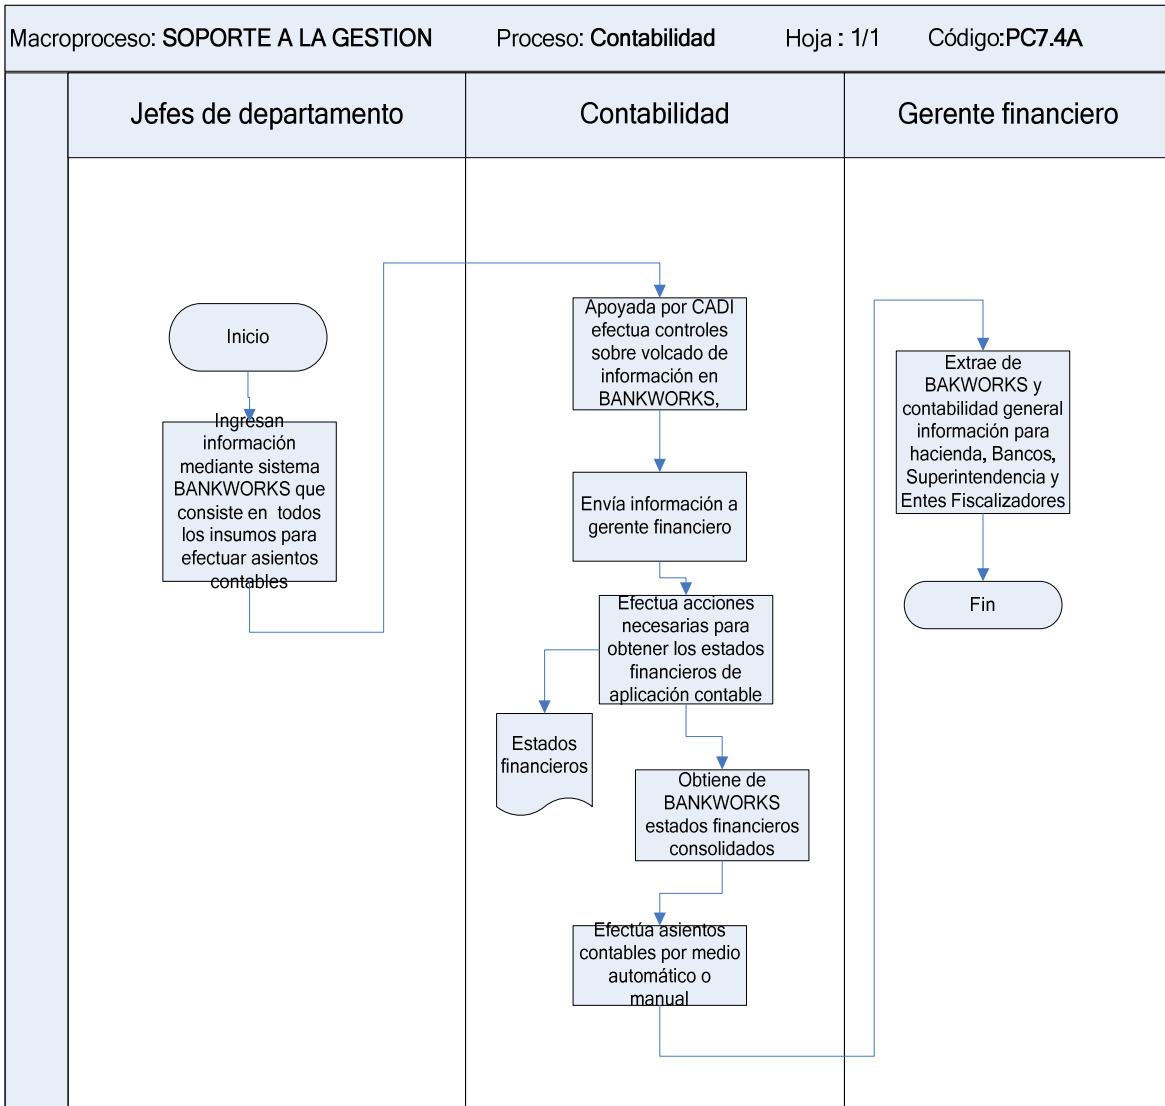 Macroproceso: SOPORTE A LA GESTION Proceso: Contabilidad Hoja : 1/1 Código:PC7.4A
Jefes de departamento
Contabilidad
Gerente financiero
Inicio
Ingresan
información
mediante sistema
BANKWORKS que
consiste en todos
los insumos para
efectuar asientos
contables
Apoyada por CADI
efectua controles
sobre volcado de
información en
BANKWORKS,
Envía información a
gerente financiero
Efectua acciones
necesarias para
obtener los estados
financieros de
aplicación contable
Estados
financieros
Obtiene de
BANKWORKS
estados financieros
consolidados
Efectúa asientos
contables por medio
automático o
manual
Extrae de
BAKWORKS y
contabilidad general
información para
hacienda, Bancos,
Superintendencia y
Entes Fiscalizadores
Fin